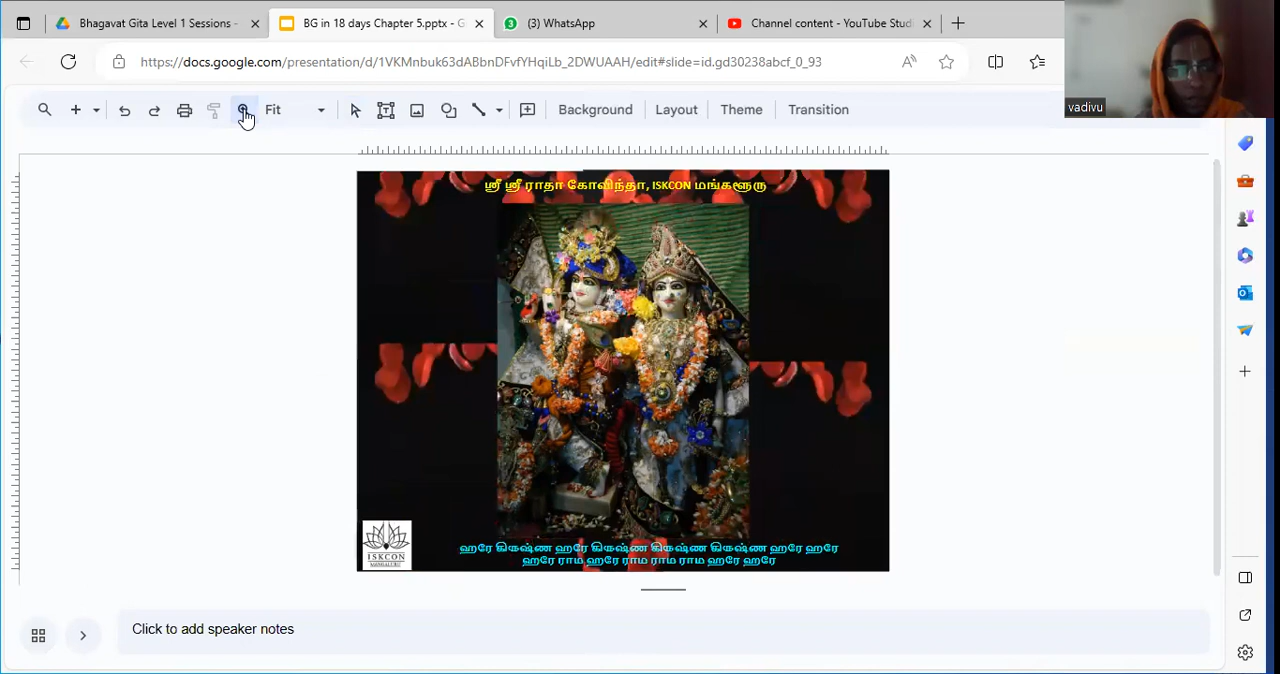 Bhagavat Gita Level 1 Sessions -
BG in 18 days Chapter 5.pptx - G
(3) WhatsApp
Channel content - YouTube Studi
https://docs.google.com/presentation/d/1VKMnbuk63dABbnDFvfYHqiLb_2DWUAAH/edit#slide=id.gd30238abcf_0_93
vadivu
Fit
Background
Layout
Theme
Transition
ஸ்ரீ ஸ்ரீ ராதா கோவிந்தா, ISKCON மங்களூரு
ISKCON
MANGALURU
ஹரே கிருஷ்ண ஹரே கிருஷ்ண கிருஷ்ண கிருஷ்ண ஹரே ஹரே
ஹரே ராம ஹரே ராம ராம ராம ஹரே ஹரே
Click to add speaker notes